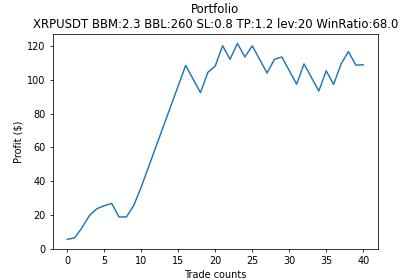 Portfolio
XRPUSDT BBM:2.3 BBL:260 SL:0.8 TP:1.2 lev:20 WinRatio:68.0
120
100
80
60
40
20
0
Profit ($)
0 5 10 15 20 25 30 35 40
Trade counts